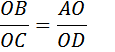 OB/OC = AO/OD